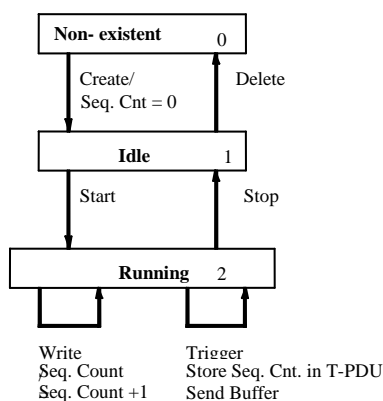 Non- existent 0
Create/
Seq. Cnt = 0
Delete
Idle 1
Start
Stop
Running 2
Write
Seq. Count
Seq. Count +1
Trigger
Store Seq. Cnt. in T-PDU
Send Buffer